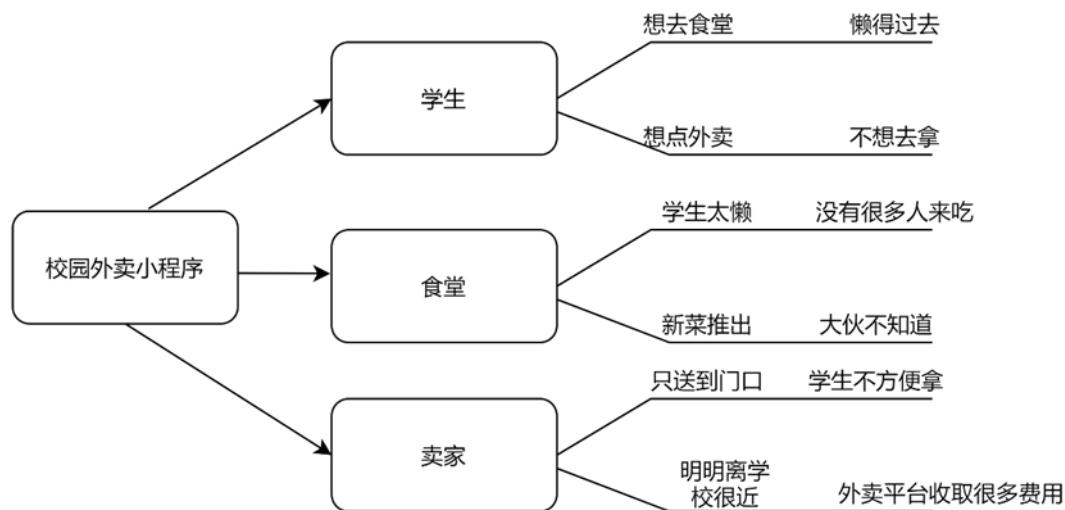 想去食堂 懒得过去
学生
想点外卖 不想去拿
学生太懒 没有很多人来吃
校园外卖小程序
食堂
新菜推出 大伙不知道
只送到门口 学生不方便拿
卖家
明明离学
校很近
外卖平台收取很多费用